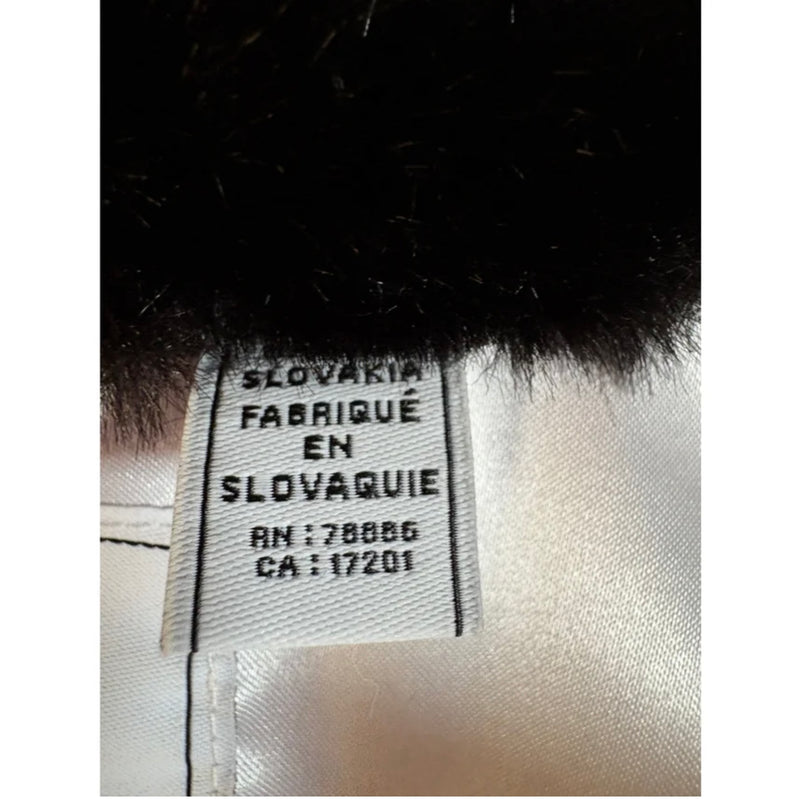 SLOVAKIA
FABRIQUÉ
EN
SLOVAQUIE
RN : 78886
CA : 17201